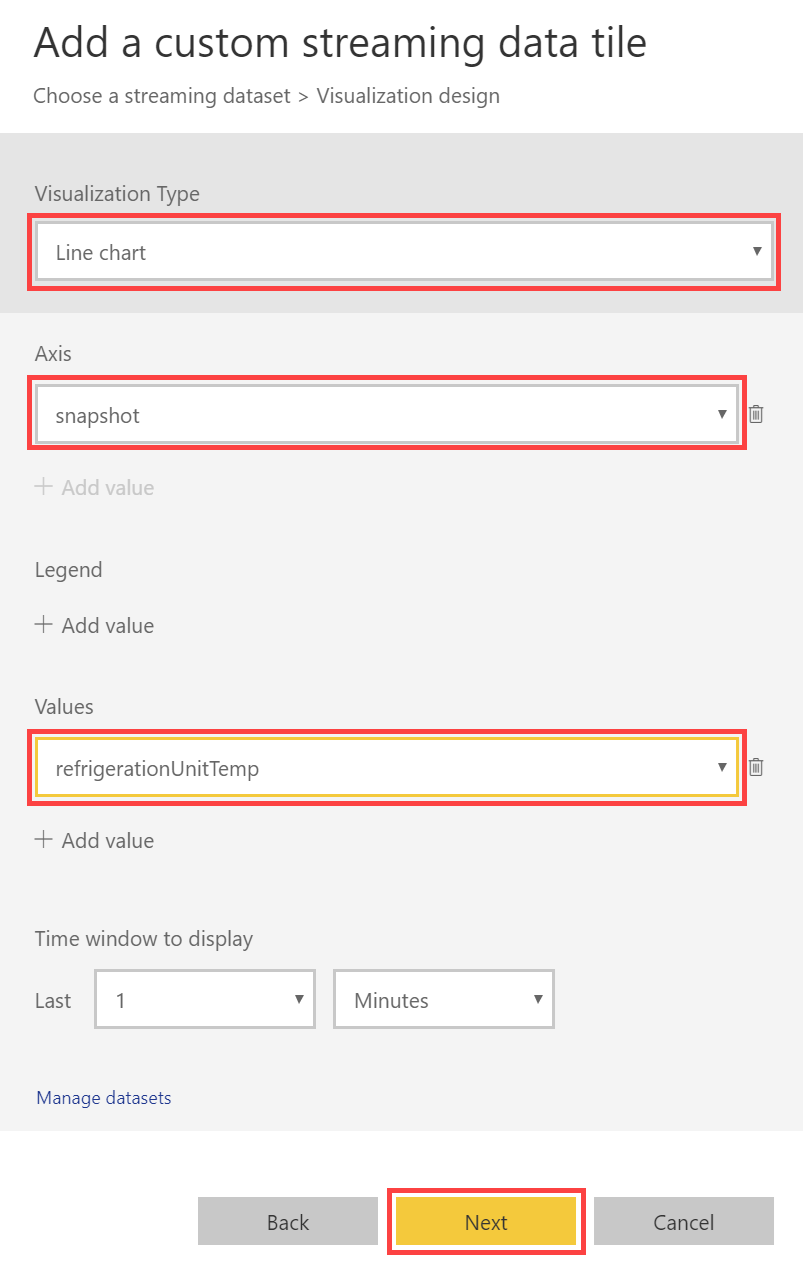 Add a custom streaming data tile
Choose a streaming dataset > Visualization design
Visualization Type
Line chart
Axis
snapshot
+ Add value
Legend
+ Add value
Values
refrigerationUnitTemp
+ Add value
Time window to display
Last 1 Minutes
Manage datasets
Back Next Cancel